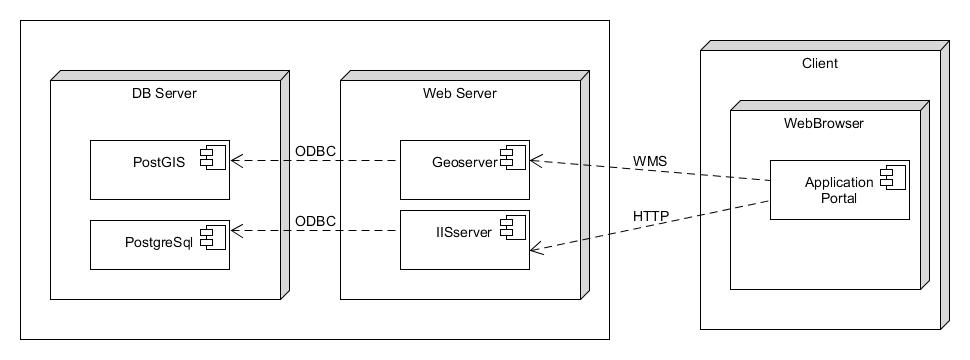 Client
DB Server
Web Server
WebBrowser
PostGIS
ODBC
Geoserver
WMS
Application
Portal
PostgreSql
ODBC
IISserver
HTTP